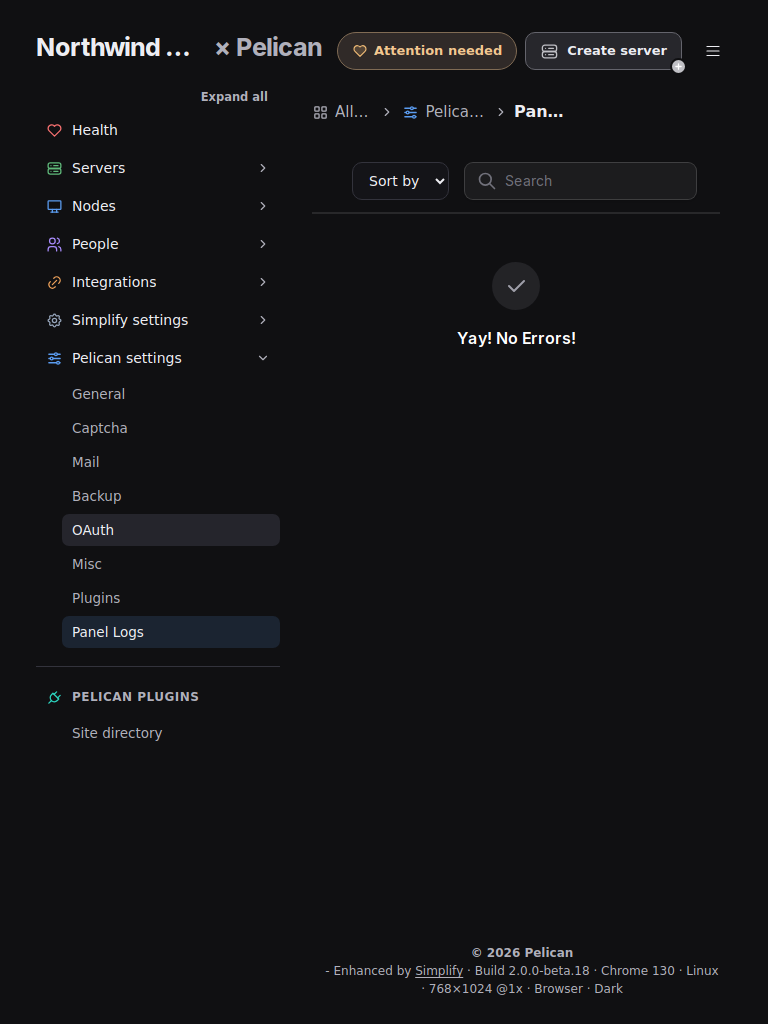 Northwind ... × Pelican
Attention needed
Create server
Expand all
Health
Servers
Nodes
People
Integrations
Simplify settings
Pelican settings
General
Captcha
Mail
Backup
OAuth
Misc
Plugins
Panel Logs
PELICAN PLUGINS
Site directory
All... > Pelica... > Pan...
Sort by
Search
Yay! No Errors!
© 2026 Pelican
- Enhanced by Simplify · Build 2.0.0-beta.18 · Chrome 130 · Linux
· 768×1024 @1x · Browser · Dark